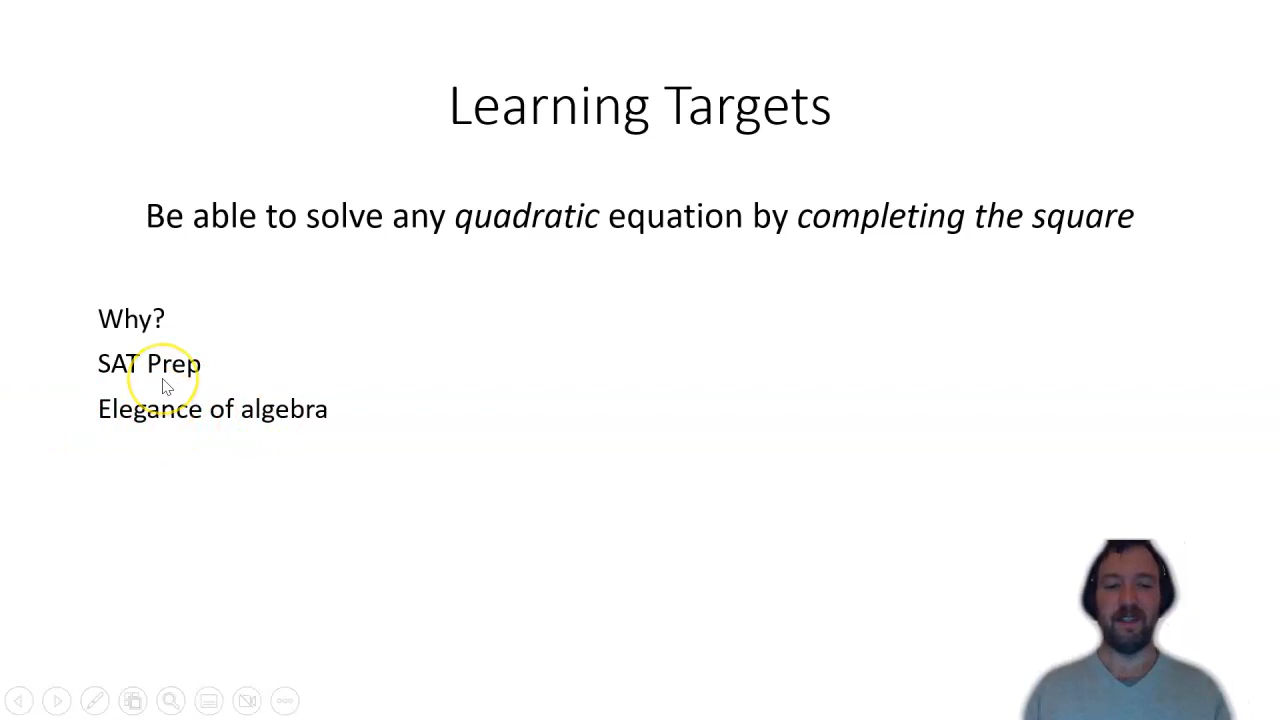 Learning Targets
Be able to solve any quadratic equation by completing the square
Why?
SAT Prep
Elegance of algebra